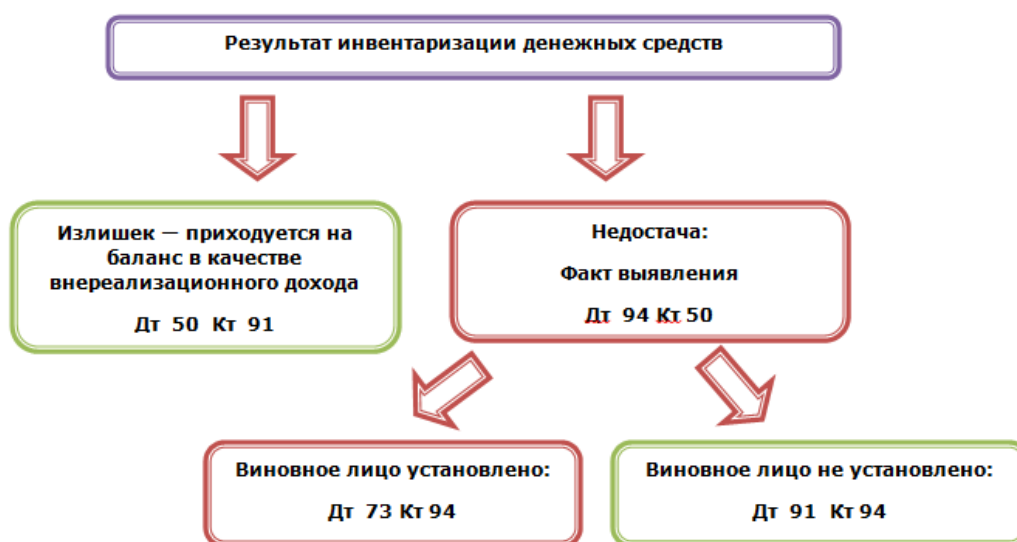 Результат инвентаризации денежных средств
Излишек — приходуется на
баланс в качестве
внереализационного дохода
Дт 50 Кт 91
Недостача:
Факт выявления
Дт 94 Кт 50
Виновное лицо установлено:
Дт 73 Кт 94
Виновное лицо не установлено:
Дт 91 Кт 94